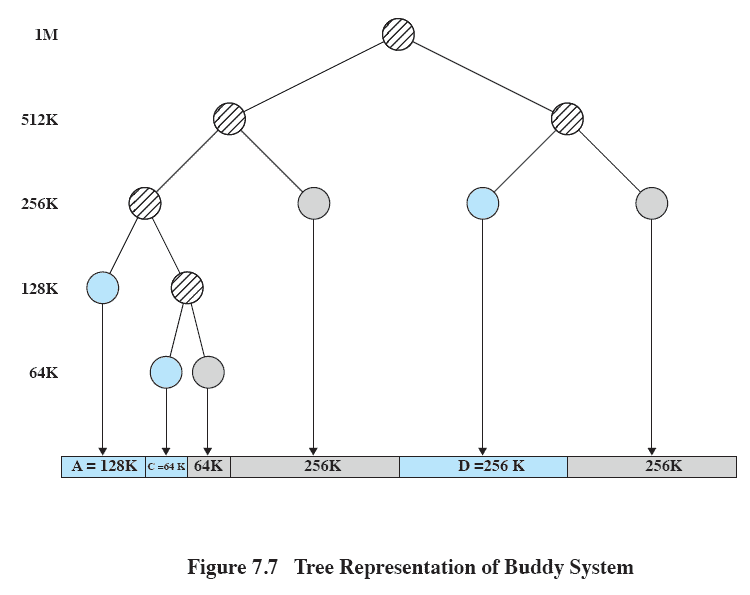 1M
512K
256K
128K
64K
A = 128K C =64 K 64K 256K D =256 K 256K
Figure 7.7 Tree Representation of Buddy System